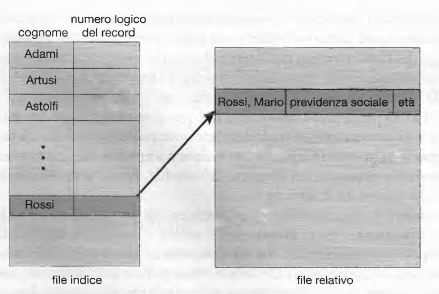 numero logico
cognome del record
Adami
Artusi
Astolfi
Rossi
Rossi, Mario previdenza sociale età
file indice
file relativo